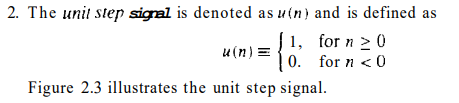 2. The unit step signal is denoted as u(n) and is defined as
u(n) ≡ { 1, for n ≥ 0
0. for n < 0
Figure 2.3 illustrates the unit step signal.